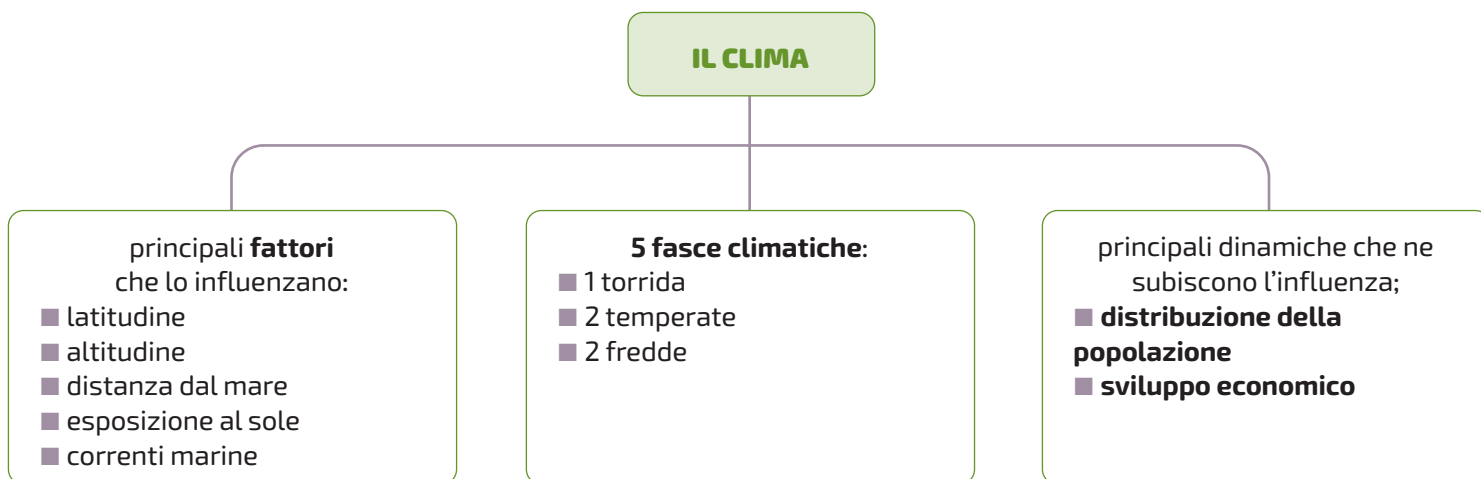 IL CLIMA
principali fattori
che lo influenzano:
■ latitudine
■ altitudine
■ distanza dal mare
■ esposizione al sole
■ correnti marine
5 fasce climatiche:
■ 1 torrida
■ 2 temperate
■ 2 fredde
principali dinamiche che ne
subiscono l’influenza;
■ distribuzione della
popolazione
■ sviluppo economico